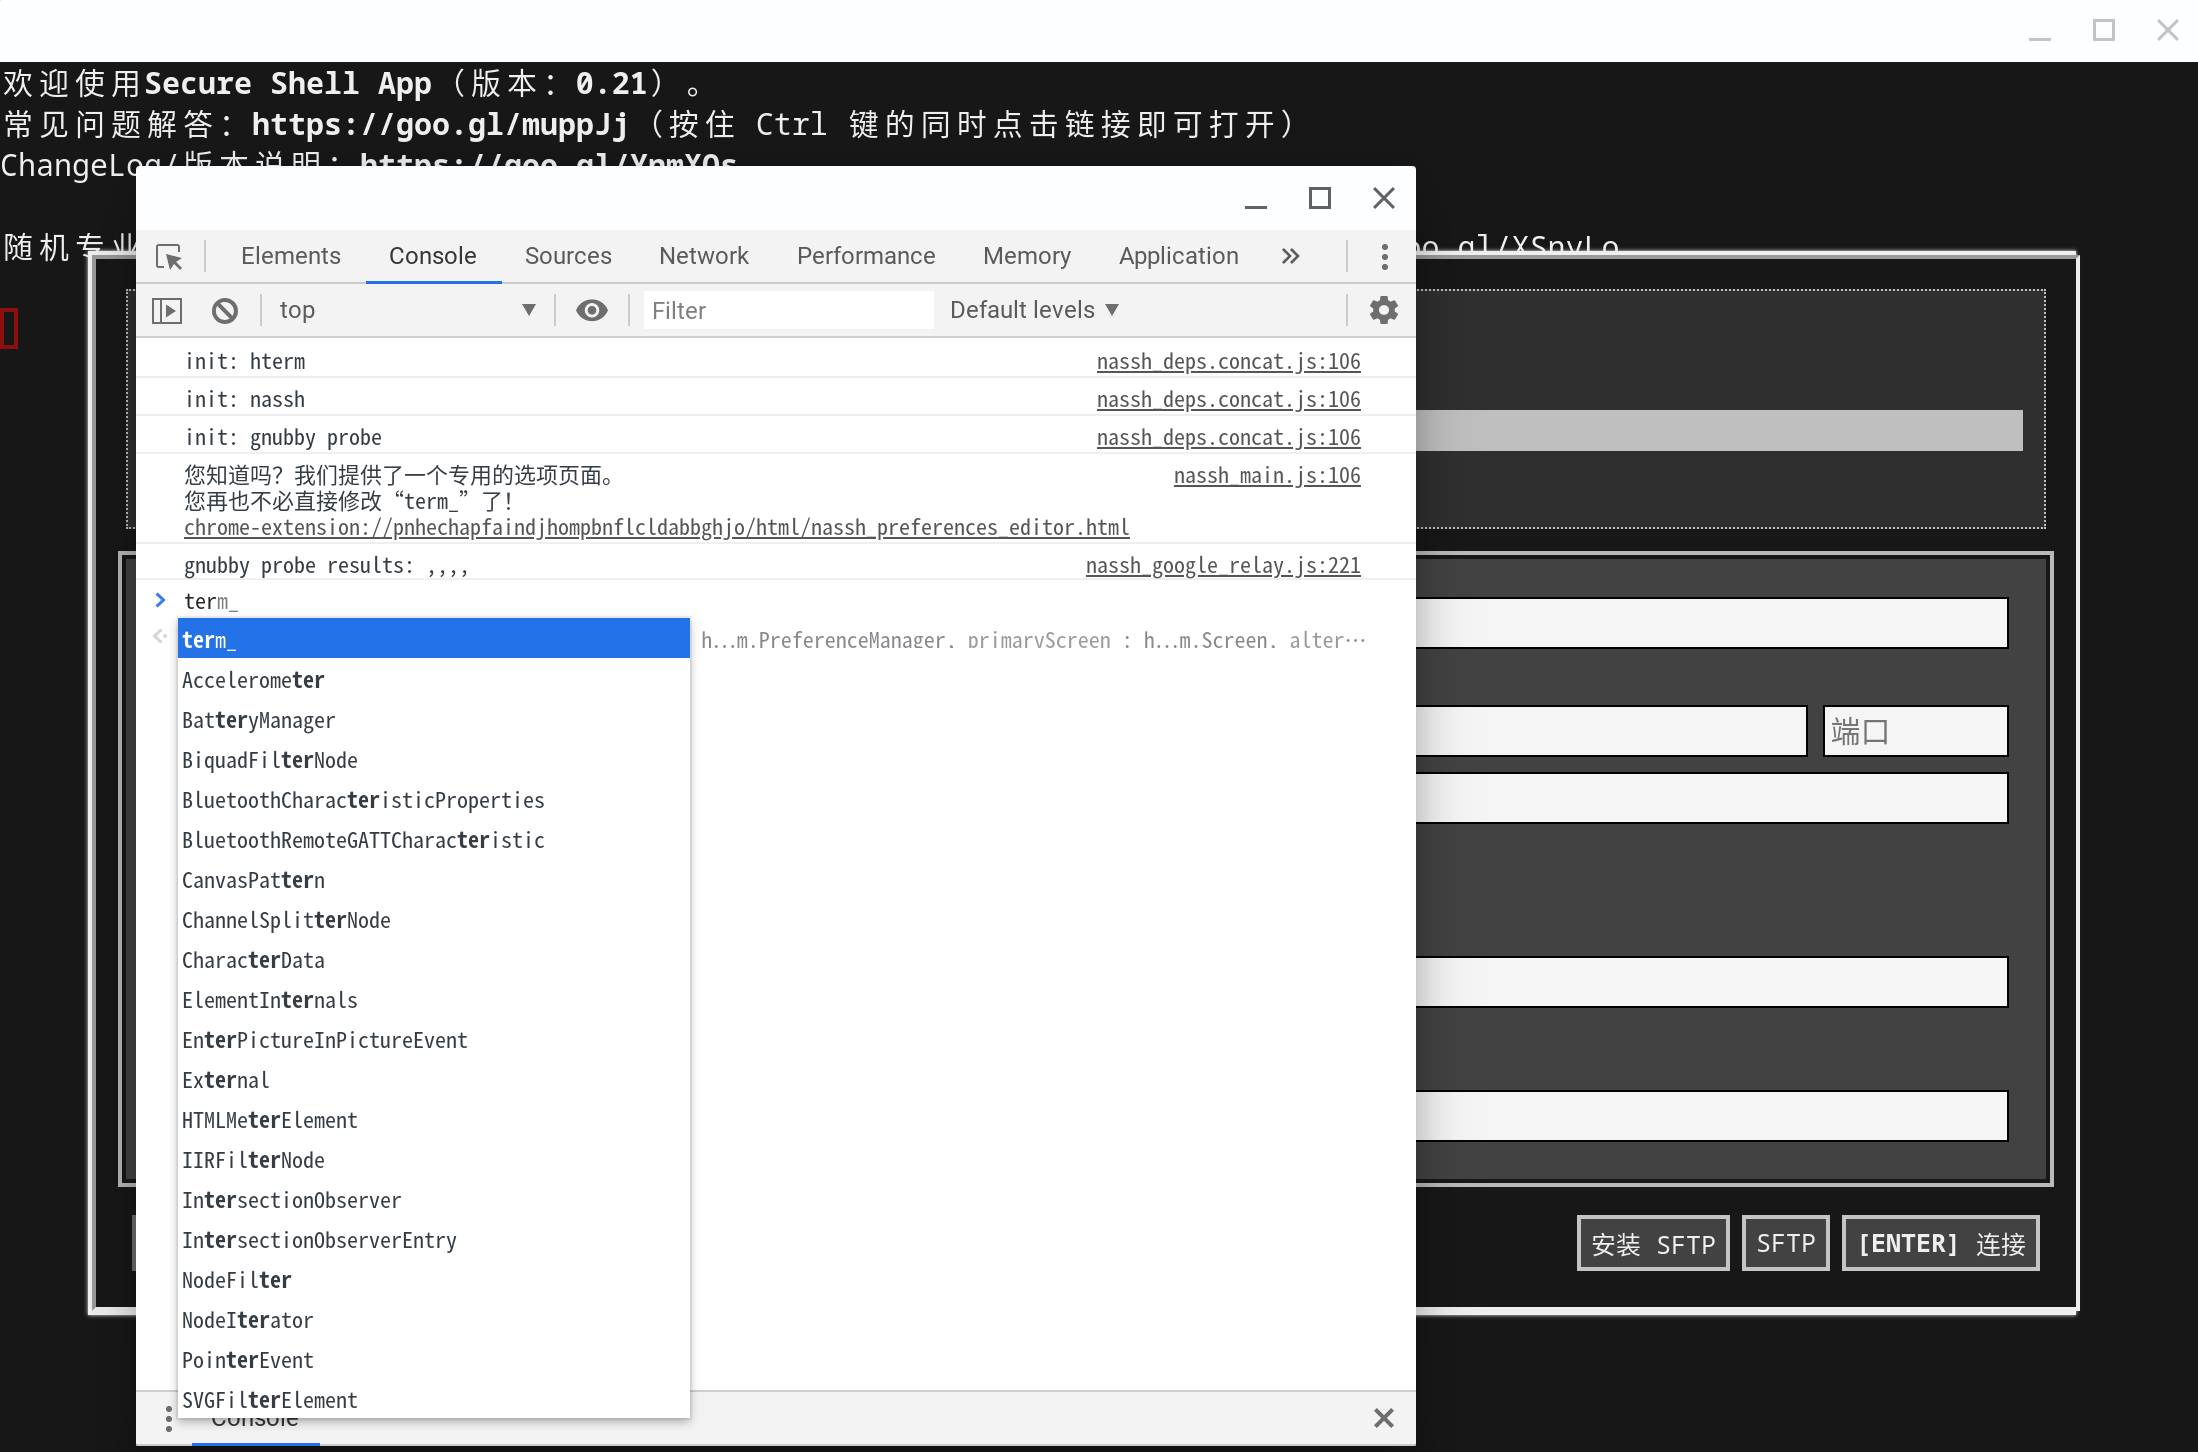 欢迎使用Secure Shell App（版本：0.21）。
常见问题解答：https://goo.gl/muppJj（按住 Ctrl 键的同时点击链接即可打开）
ChangeLog/版本说明：https://goo.gl/YnmXOs
随机专业
oo.gl/XSnvLo
Elements Console Sources Network Performance Memory Application
top Filter Default levels
init: hterm nassh_deps.concat.js:106
init: nassh nassh_deps.concat.js:106
init: gnubby probe nassh_deps.concat.js:106
您知道吗？我们提供了一个专用的选项页面。 nassh_main.js:106
您再也不必直接修改“term_”了！
chrome-extension://pnhechapfaindjhompbnflcldabbghjo/html/nassh_preferences_editor.html
gnubby probe results: ,,,, nassh_google_relay.js:221
term_
term_ h…m.PreferenceManager, primaryScreen : h…m.Screen, alter…
Accelerometer
BatteryManager
BiquadFilterNode
BluetoothCharacteristicProperties
BluetoothRemoteGATTCharacteristic
CanvasPattern
ChannelSplitterNode
CharacterData
ElementInternals
EnterPictureInPictureEvent
External
HTMLMeterElement
IIRFilterNode
IntersectionObserver
IntersectionObserverEntry
NodeFilter
NodeIterator
PointerEvent
SVGFilterElement
Console
端口
安装 SFTP SFTP [ENTER] 连接